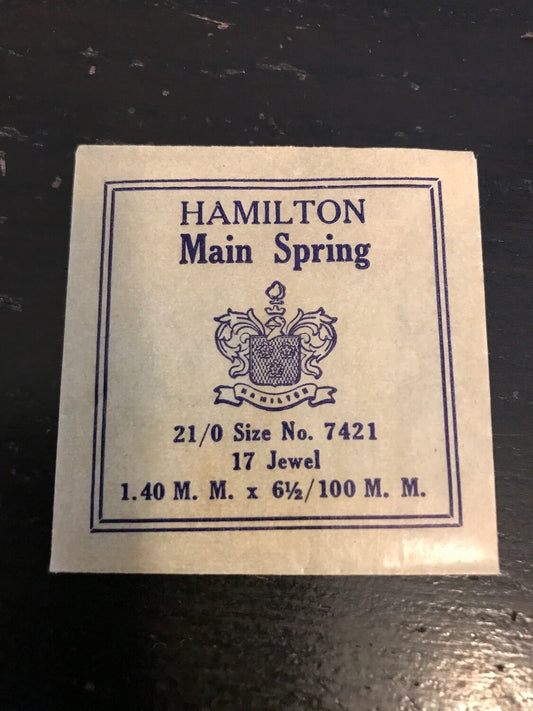 HAMILTON
Main Spring
HAMILTON
21/0 Size No. 7421
17 Jewel
1.40 M. M. x 6½/100 M. M.